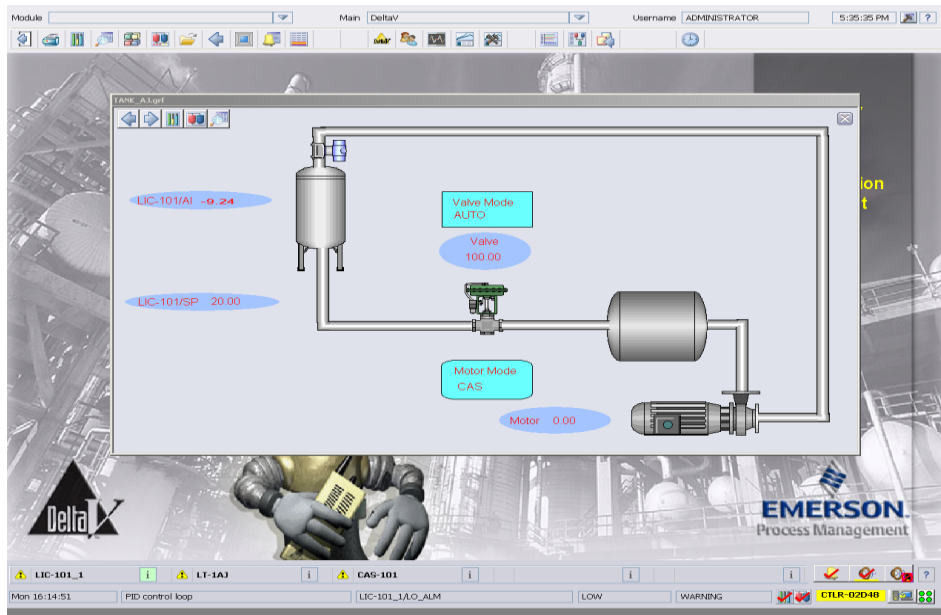 Module Main DeltaV Username ADMINISTRATOR 5:35:35 PM ?
TANK_AJ.grf
LIC-101/AI -9.24
Valve Mode
AUTO
Valve
100.00
LIC-101/SP 20.00
Motor Mode
CAS
Motor 0.00
ion
t
DeltaV
EMERSON.
Process Management
LIC-101_1 i LT-1AJ i CAS-101 i i i ?
Mon 16:14:51 PID control loop LIC-101_1/LO_ALM LOW WARNING CTLR-02D48